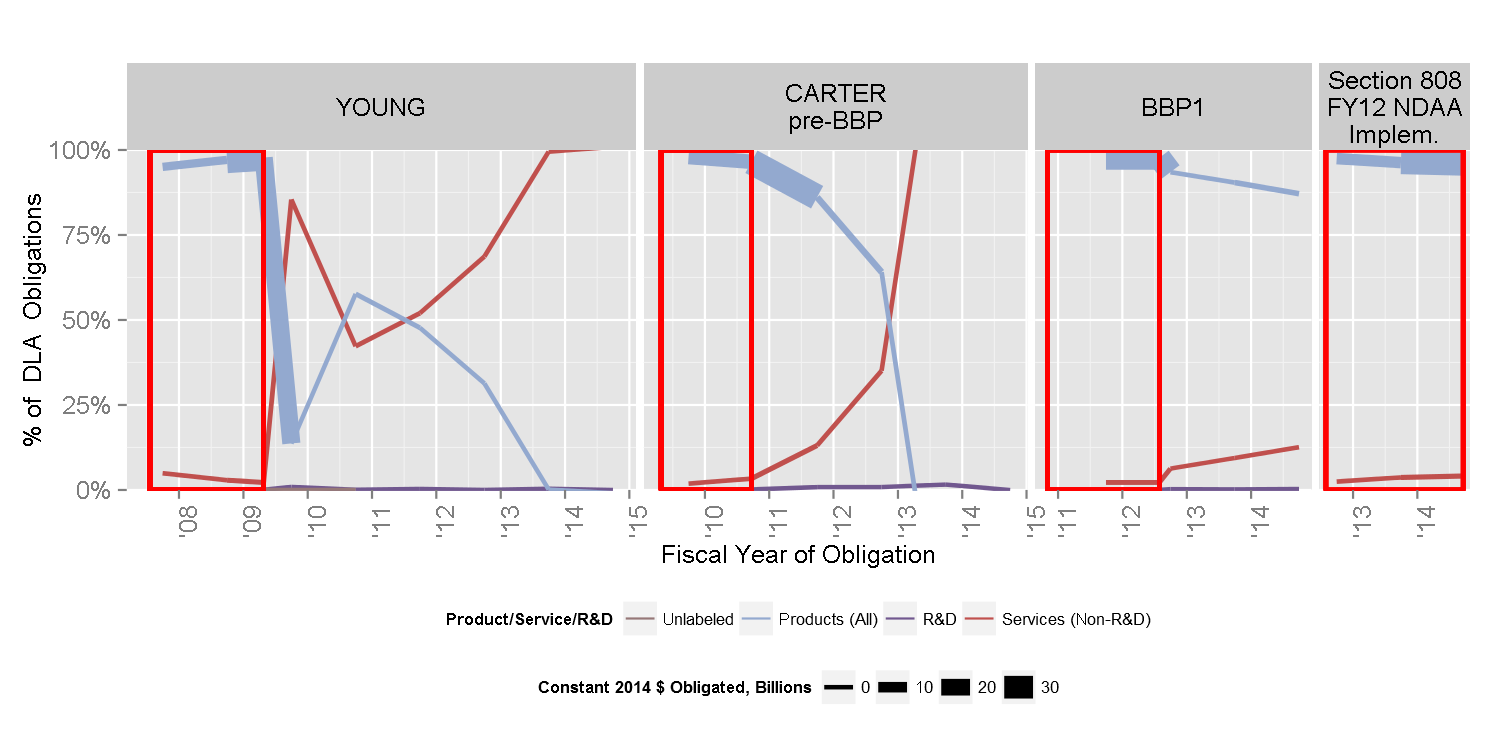 YOUNG
CARTER
pre-BBP
BBP1
Section 808
FY12 NDAA
Implem.
% of DLA Obligations
100%
75%
50%
25%
0%
'08
'09
'10
'11
'12
'13
'14
'15
'10
'11
'12
'13
'14
'15
'11
'12
'13
'14
'13
'14
Fiscal Year of Obligation
Product/Service/R&D Unlabeled Products (All) R&D Services (Non-R&D)
Constant 2014 $ Obligated, Billions 0 10 20 30